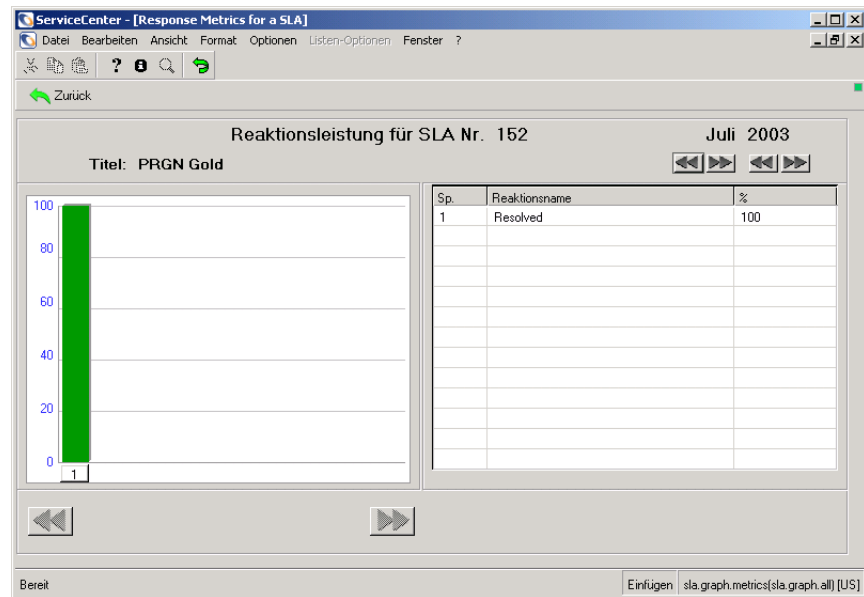 ServiceCenter - [Response Metrics for a SLA]
Datei Bearbeiten Ansicht Format Optionen Listen-Optionen Fenster ?
Zurück
Reaktionsleistung für SLA Nr. 152 Juli 2003
Titel: PRGN Gold
Sp. Reaktionsname %
1 Resolved 100
100
80
60
40
20
0
1
Bereit Einfügen sla.graph.metrics(sla.graph.all) [US]